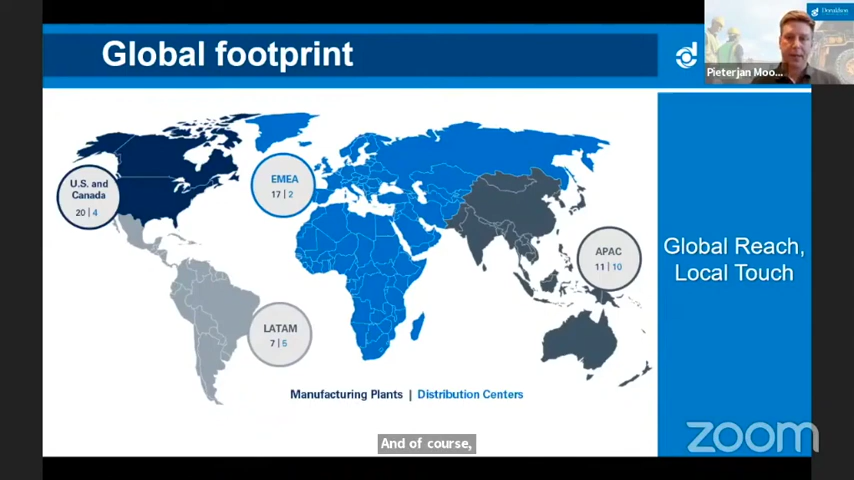 Global footprint
Donaldson
Pieterjan Moo...
U.S. and
Canada
20 | 4
EMEA
17 | 2
APAC
11 | 10
LATAM
7 | 5
Global Reach,
Local Touch
Manufacturing Plants | Distribution Centers
And of course,
zoom